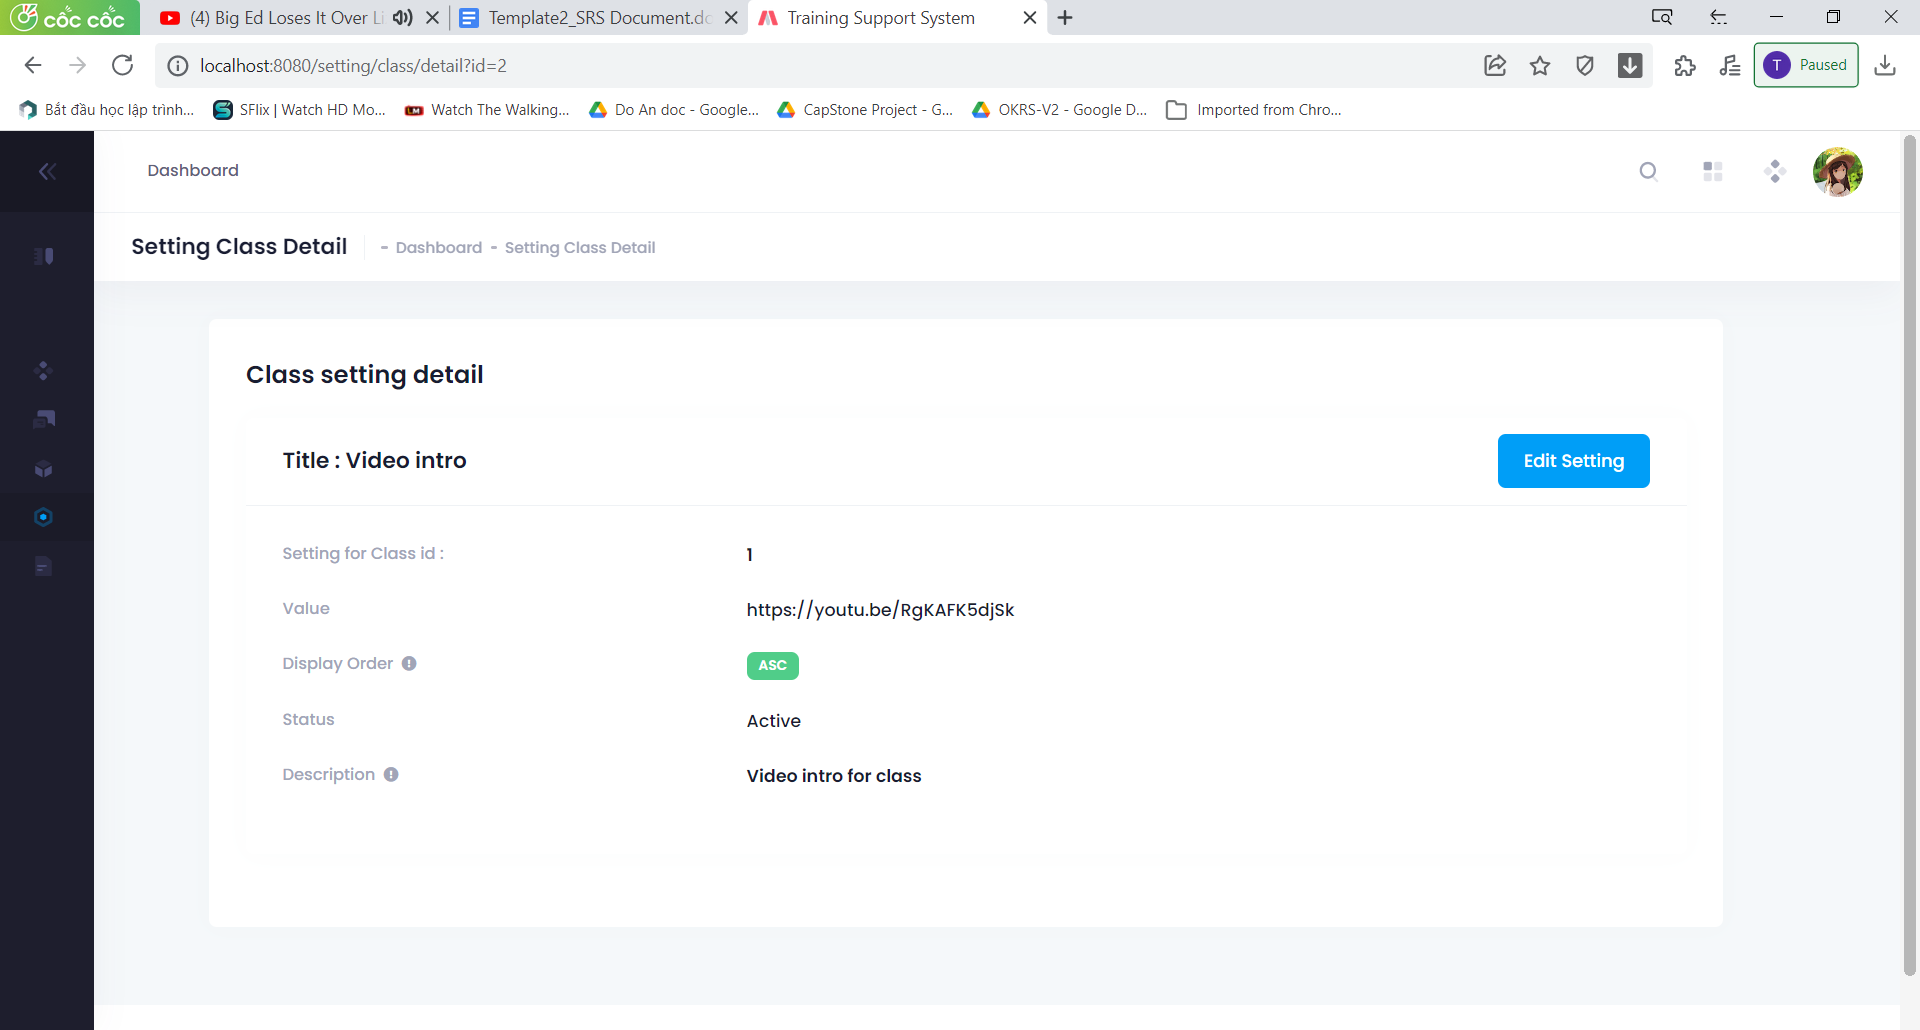 cốc cốc
(4) Big Ed Loses It Over Li
Template2_SRS Document.do
Training Support System
localhost:8080/setting/class/detail?id=2
T
Paused
Bắt đầu học lập trình...
SFlix | Watch HD Mo...
Watch The Walking...
Do An doc - Google...
CapStone Project - G...
OKRS-V2 - Google D...
Imported from Chro...
Dashboard
Setting Class Detail
- Dashboard - Setting Class Detail
Class setting detail
Title : Video intro
Edit Setting
Setting for Class id :
1
Value
https://youtu.be/RgKAFK5djSk
Display Order
ASC
Status
Active
Description
Video intro for class